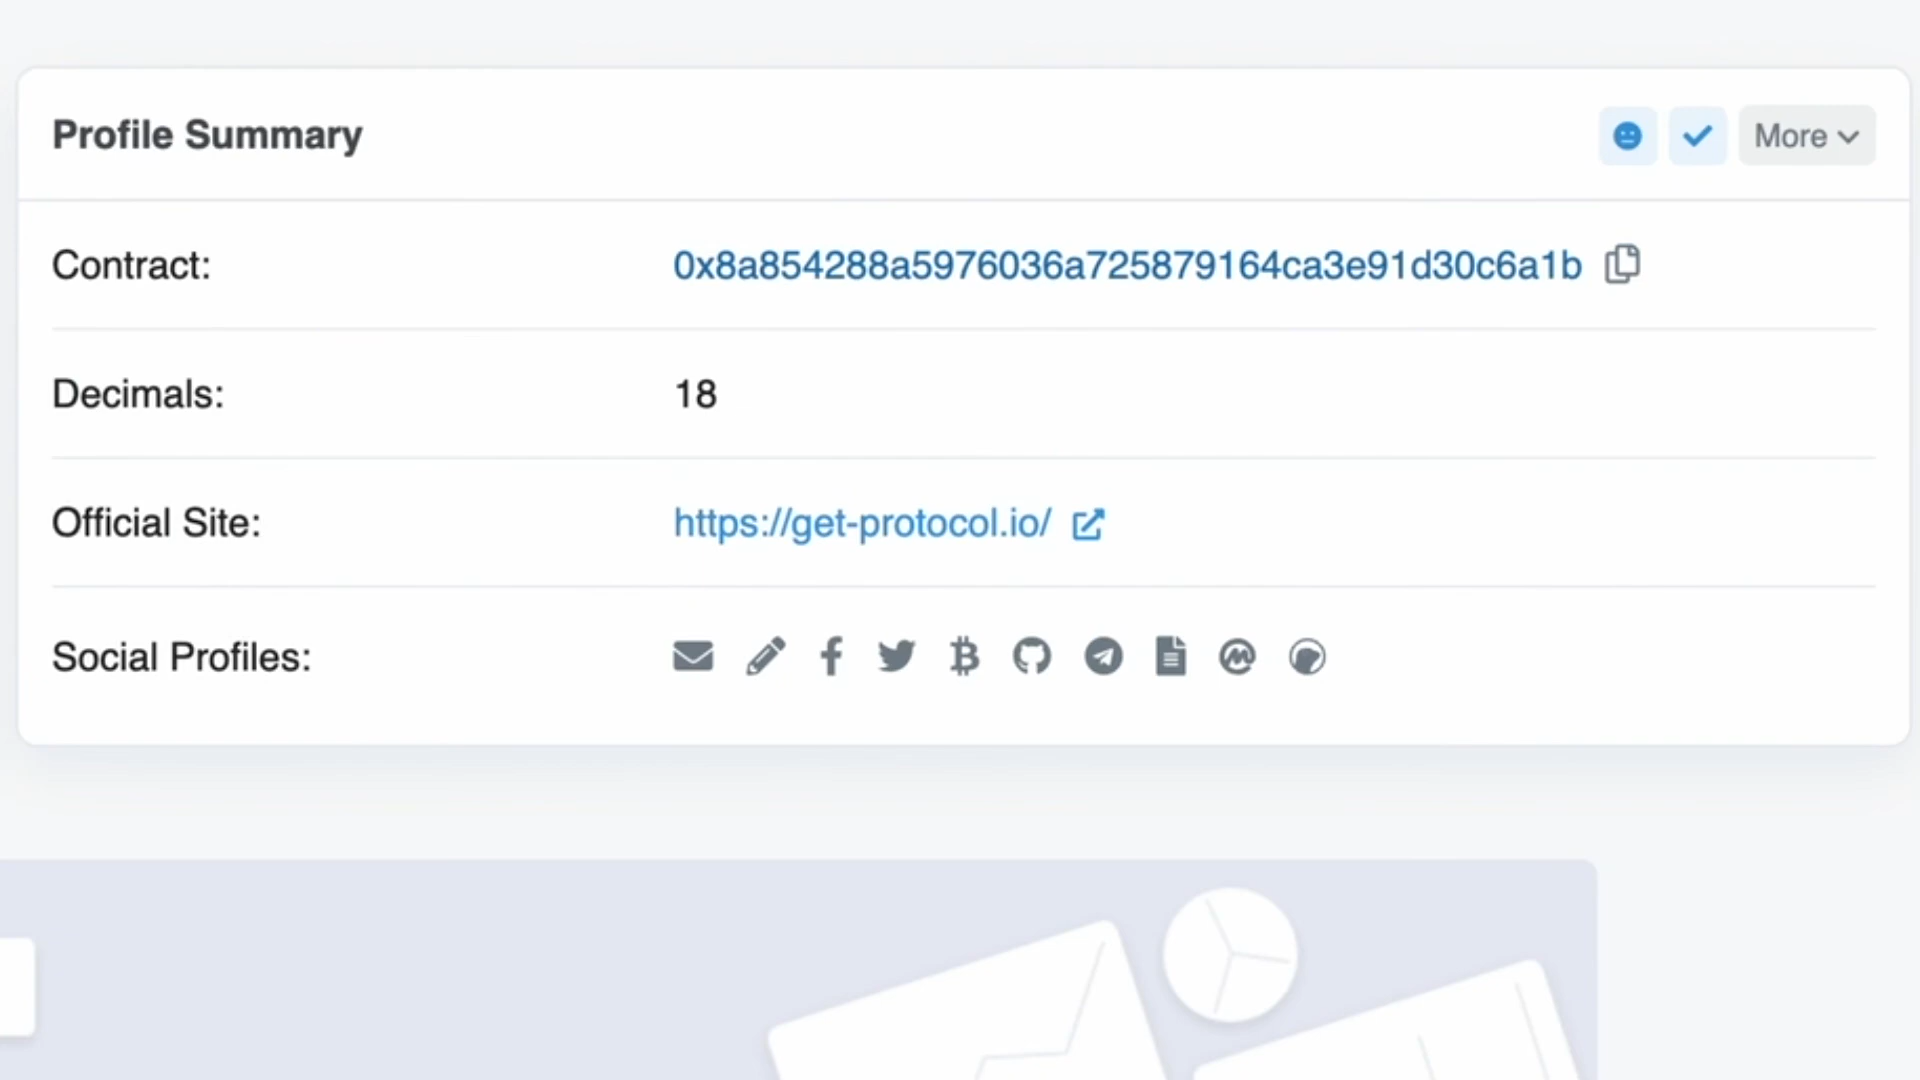 Profile Summary
More
Contract: 0x8a854288a5976036a725879164ca3e91d30c6a1b
Decimals: 18
Official Site: https://get-protocol.io/
Social Profiles: